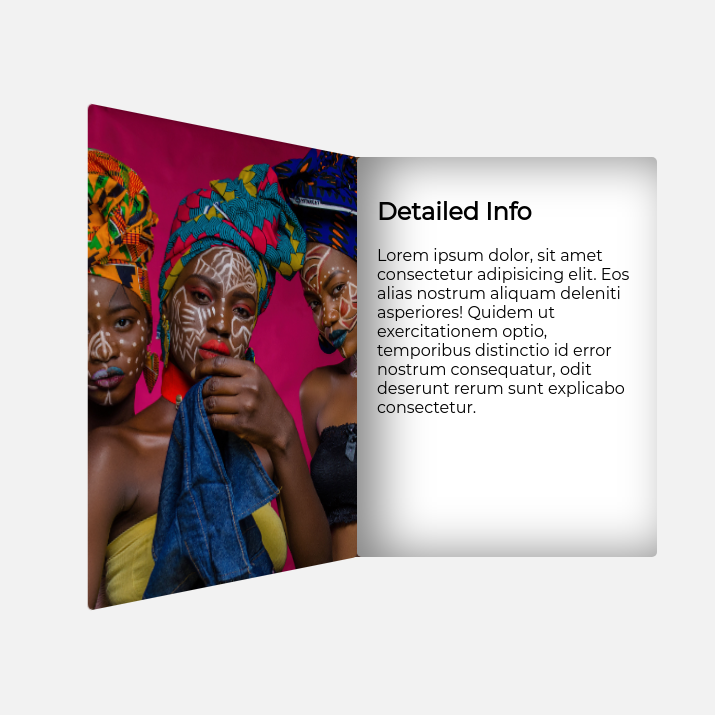 Detailed Info
Lorem ipsum dolor, sit amet
consectetur adipisicing elit. Eos
alias nostrum aliquam deleniti
asperiores! Quidem ut
exercitationem optio,
temporibus distinctio id error
nostrum consequatur, odit
deserunt rerum sunt explicabo
consectetur.